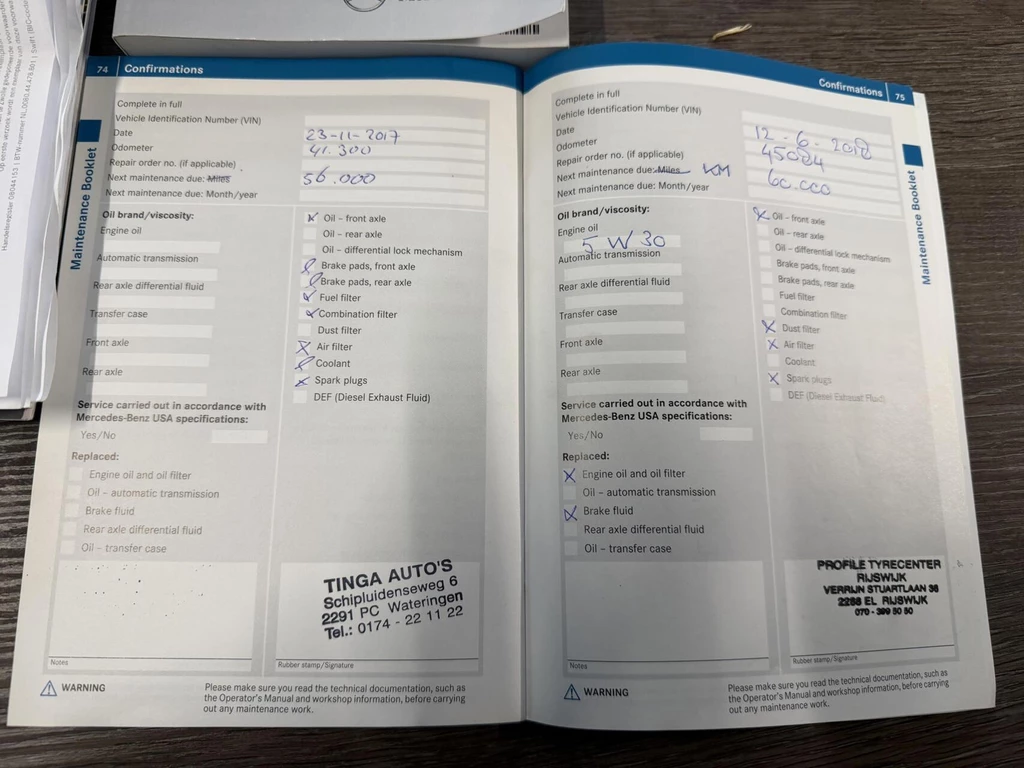 74 Confirmations
Maintenance Booklet
Complete in full
Vehicle Identification Number (VIN)
Date 23-11-2017
Odometer 41.300
Repair order no. (if applicable)
Next maintenance due: Miles 56.000
Next maintenance due: Month/year
Oil brand/viscosity:
Engine oil
Automatic transmission
Rear axle differential fluid
Transfer case
Front axle
Rear axle
Service carried out in accordance with
Mercedes-Benz USA specifications:
Yes/No
Replaced:
Engine oil and oil filter
Oil – automatic transmission
Brake fluid
Rear axle differential fluid
Oil – transfer case
Notes
Oil – front axle
Oil – rear axle
Oil – differential lock mechanism
Brake pads, front axle
Brake pads, rear axle
Fuel filter
Combination filter
Dust filter
Air filter
Coolant
Spark plugs
DEF (Diesel Exhaust Fluid)
TINGA AUTO'S
Schipluidenseweg 6
2291 PC Wateringen
Tel.: 0174 - 22 11 22
Rubber stamp/Signature
WARNING
Please make sure you read the technical documentation, such as
the Operator's Manual and workshop information, before carrying
out any maintenance work.
Confirmations 75
Maintenance Booklet
Complete in full
Vehicle Identification Number (VIN)
Date 12-6-2018
Odometer 45084
Repair order no. (if applicable)
Next maintenance due: Miles KM 60.000
Next maintenance due: Month/year
Oil brand/viscosity:
Engine oil
5 W 30
Automatic transmission
Rear axle differential fluid
Transfer case
Front axle
Rear axle
Service carried out in accordance with
Mercedes-Benz USA specifications:
Yes/No
Replaced:
Engine oil and oil filter
Oil – automatic transmission
Brake fluid
Rear axle differential fluid
Oil – transfer case
Notes
Oil – front axle
Oil – rear axle
Oil – differential lock mechanism
Brake pads, front axle
Brake pads, rear axle
Fuel filter
Combination filter
Dust filter
Air filter
Coolant
Spark plugs
DEF (Diesel Exhaust Fluid)
PROFILE TYRECENTER
RIJSWIJK
VERRIJN STUARTLAAN 36
2288 EL RIJSWIJK
070 - 399 50 50
Rubber stamp/Signature
WARNING
Please make sure you read the technical documentation, such as
the Operator's Manual and workshop information, before carrying
out any maintenance work.